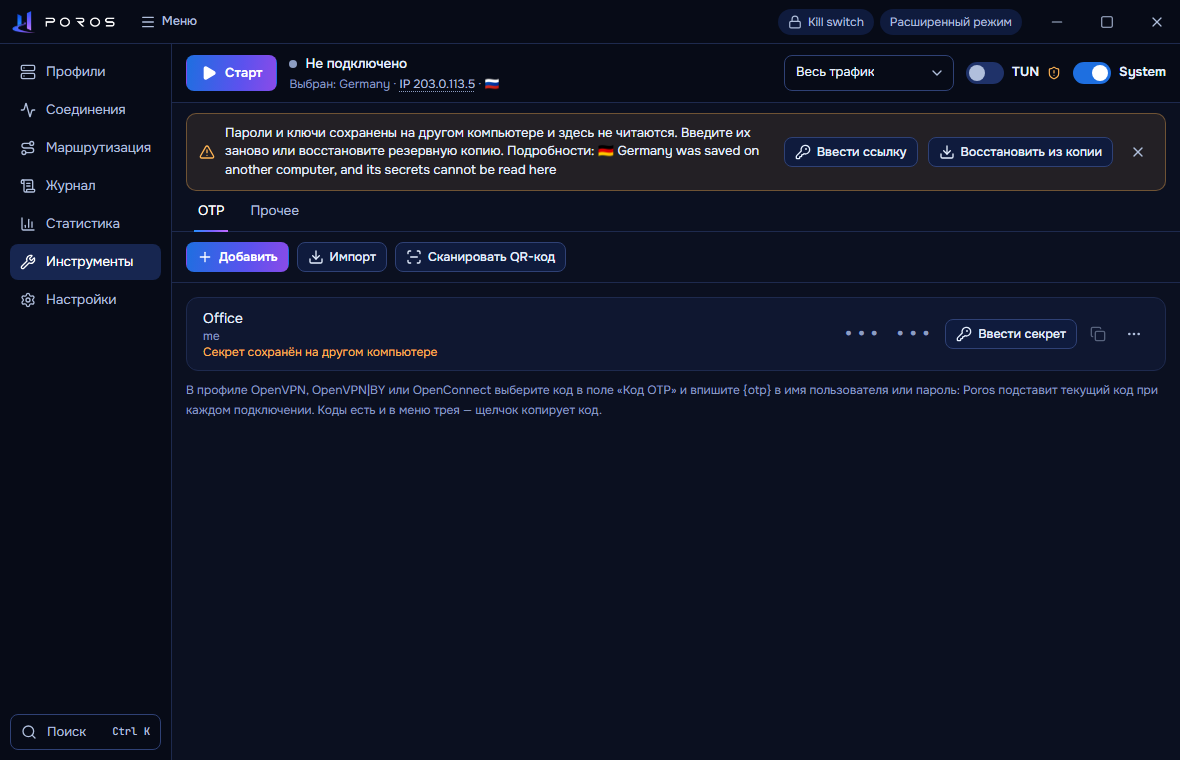 POROS
Меню
Kill switch
Расширенный режим
Профили
Соединения
Маршрутизация
Журнал
Статистика
Инструменты
Настройки
Поиск
Ctrl K
Старт
Не подключено
Выбран: Germany · IP 203.0.113.5 ·
Весь трафик
TUN
System
Пароли и ключи сохранены на другом компьютере и здесь не читаются. Введите их
заново или восстановите резервную копию. Подробности: 🇩🇪 Germany was saved on
another computer, and its secrets cannot be read here
Ввести ссылку
Восстановить из копии
OTP
Прочее
Добавить
Импорт
Сканировать QR-код
Office
me
Секрет сохранён на другом компьютере
••• •••
Ввести секрет
В профиле OpenVPN, OpenVPN|BY или OpenConnect выберите код в поле «Код OTP» и впишите {otp} в имя пользователя или пароль: Poros подставит текущий код при
каждом подключении. Коды есть и в меню трея — щелчок копирует код.